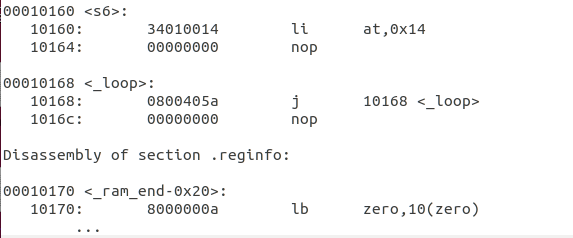 00010160 <s6>:
10160: 34010014 li at,0x14
10164: 00000000 nop
00010168 <_loop>:
10168: 0800405a j 10168 <_loop>
1016c: 00000000 nop
Disassembly of section .reginfo:
00010170 <_ram_end-0x20>:
10170: 8000000a lb zero,10(zero)
...